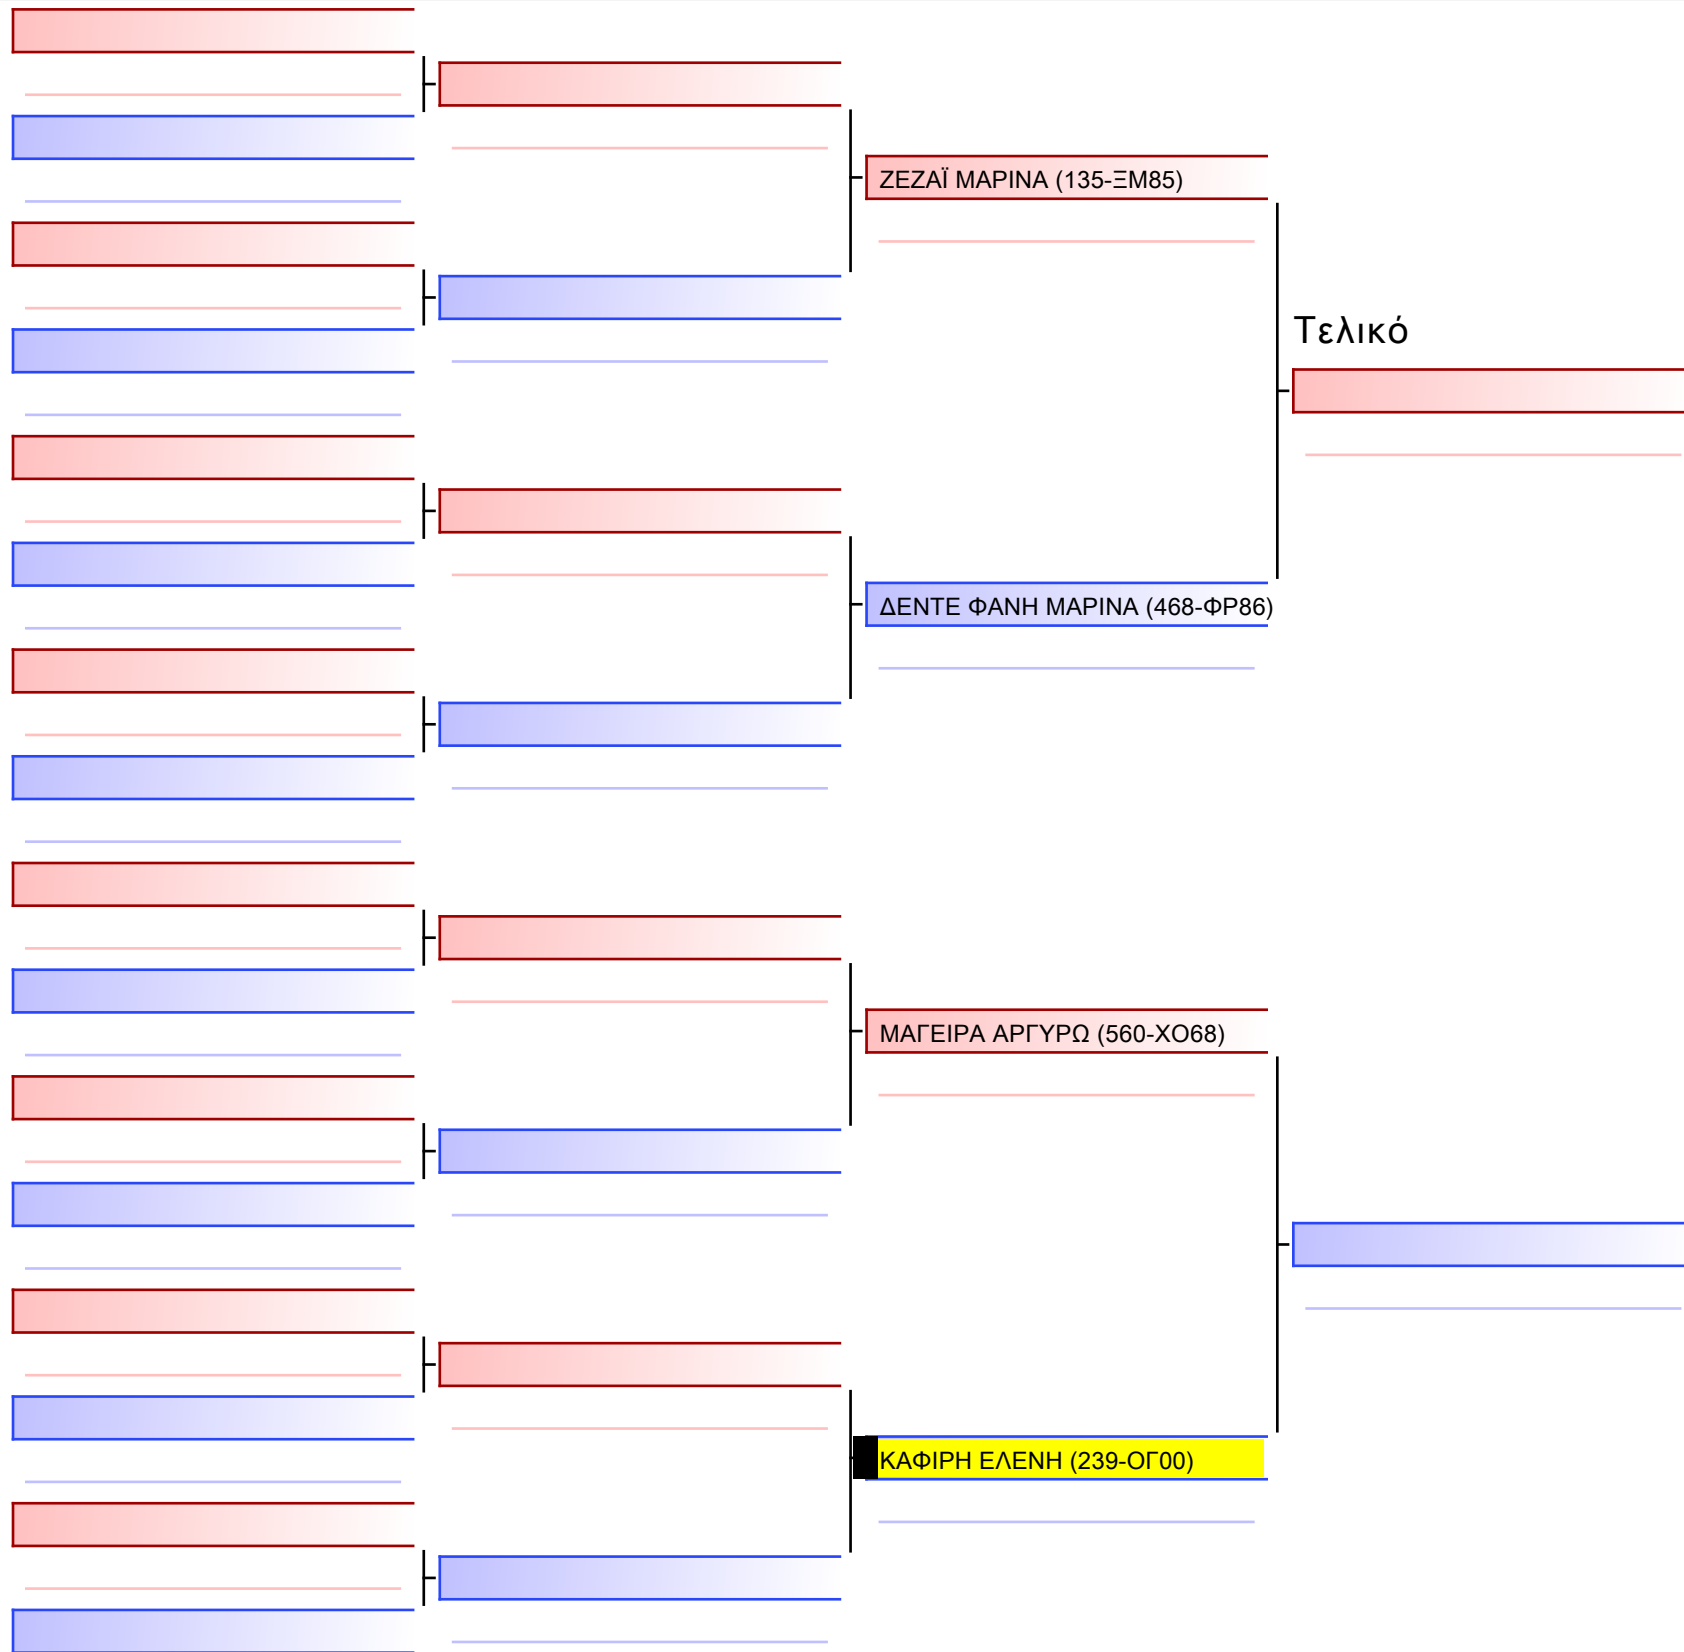 ΖΕΖΑΪ ΜΑΡΙΝΑ (135-ΞΜ85)
Τελικό
ΔΕΝΤΕ ΦΑΝΗ ΜΑΡΙΝΑ (468-ΦΡ86)
ΜΑΓΕΙΡΑ ΑΡΓΥΡΩ (560-ΧΟ68)
ΚΑΦΙΡΗ ΕΛΕΝΗ (239-ΟΓ00)